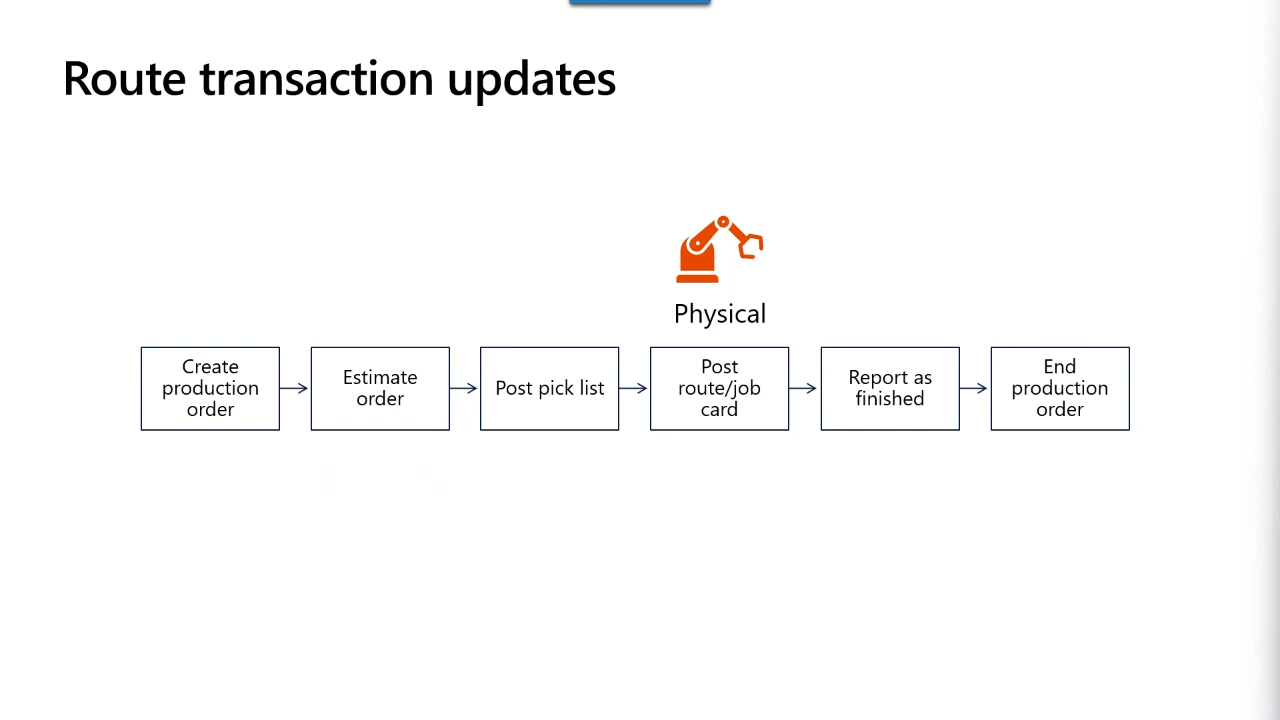 Route transaction updates
Physical
Create
production
order
Estimate
order
Post pick list
Post
route/job
card
Report as
finished
End
production
order